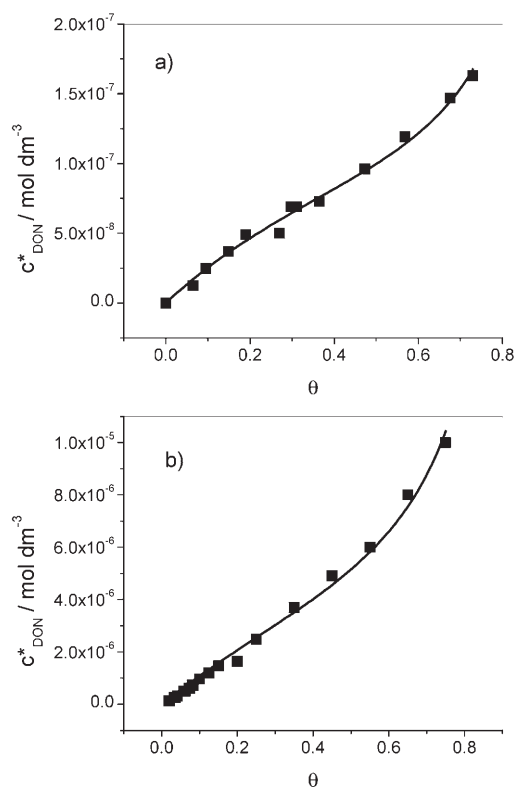 a)
2.0x10⁻⁷
1.5x10⁻⁷
1.0x10⁻⁷
5.0x10⁻⁸
0.0
c*DON / mol dm⁻³
0.0 0.2 0.4 0.6 0.8
θ
b)
1.0x10⁻⁵
8.0x10⁻⁶
6.0x10⁻⁶
4.0x10⁻⁶
2.0x10⁻⁶
0.0
c*DON / mol dm⁻³
0.0 0.2 0.4 0.6 0.8
θ